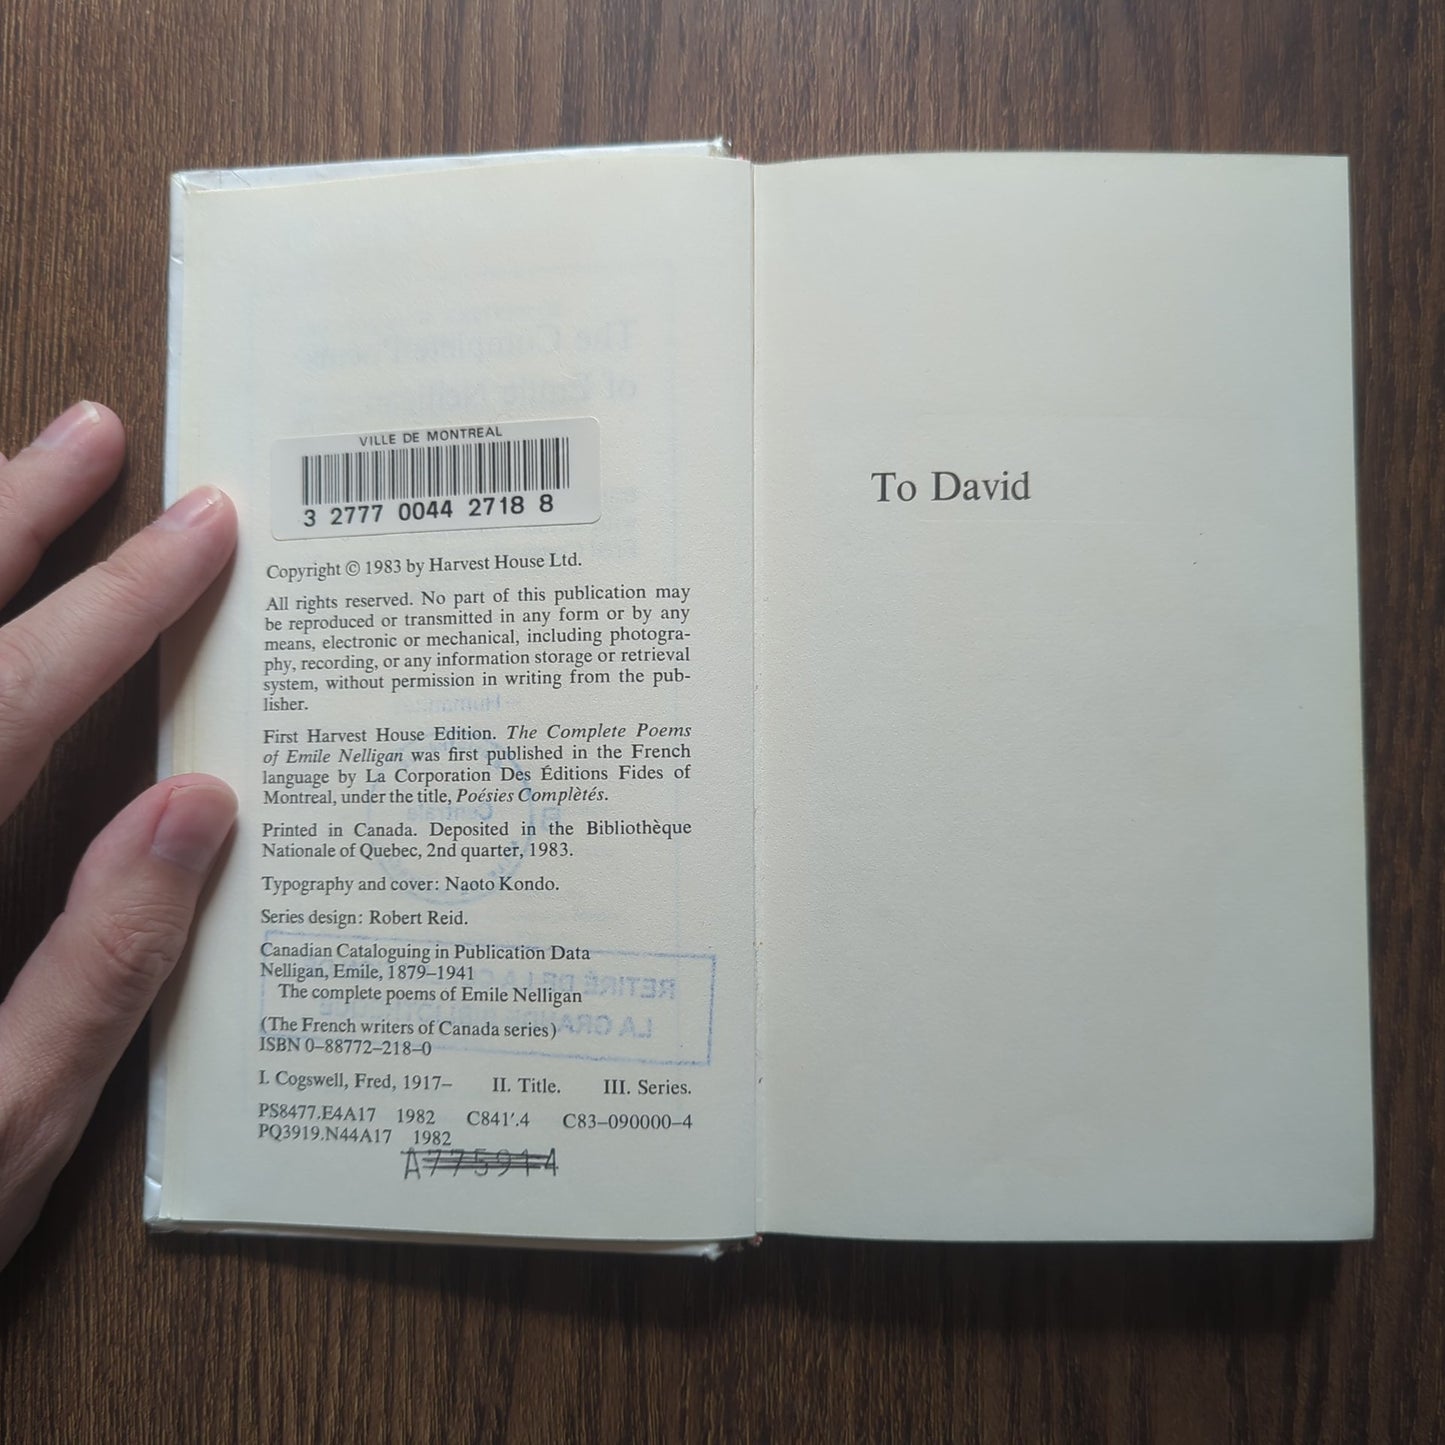 VILLE DE MONTREAL
3 2777 0044 2718 8
Copyright © 1983 by Harvest House Ltd.
All rights reserved. No part of this publication may
be reproduced or transmitted in any form or by any
means, electronic or mechanical, including photogra-
phy, recording, or any information storage or retrieval
system, without permission in writing from the pub-
lisher.
First Harvest House Edition. The Complete Poems
of Emile Nelligan was first published in the French
language by La Corporation Des Éditions Fides of
Montreal, under the title, Poésies Complètés.
Printed in Canada. Deposited in the Bibliothèque
Nationale of Quebec, 2nd quarter, 1983.
Typography and cover: Naoto Kondo.
Series design: Robert Reid.
Canadian Cataloguing in Publication Data
Nelligan, Emile, 1879–1941
The complete poems of Emile Nelligan
(The French writers of Canada series)
ISBN 0–88772–218–0
I. Cogswell, Fred, 1917– II. Title. III. Series.
PS8477.E4A17 1982 C841'.4 C83–090000–4
PQ3919.N44A17 1982
A775914
To David